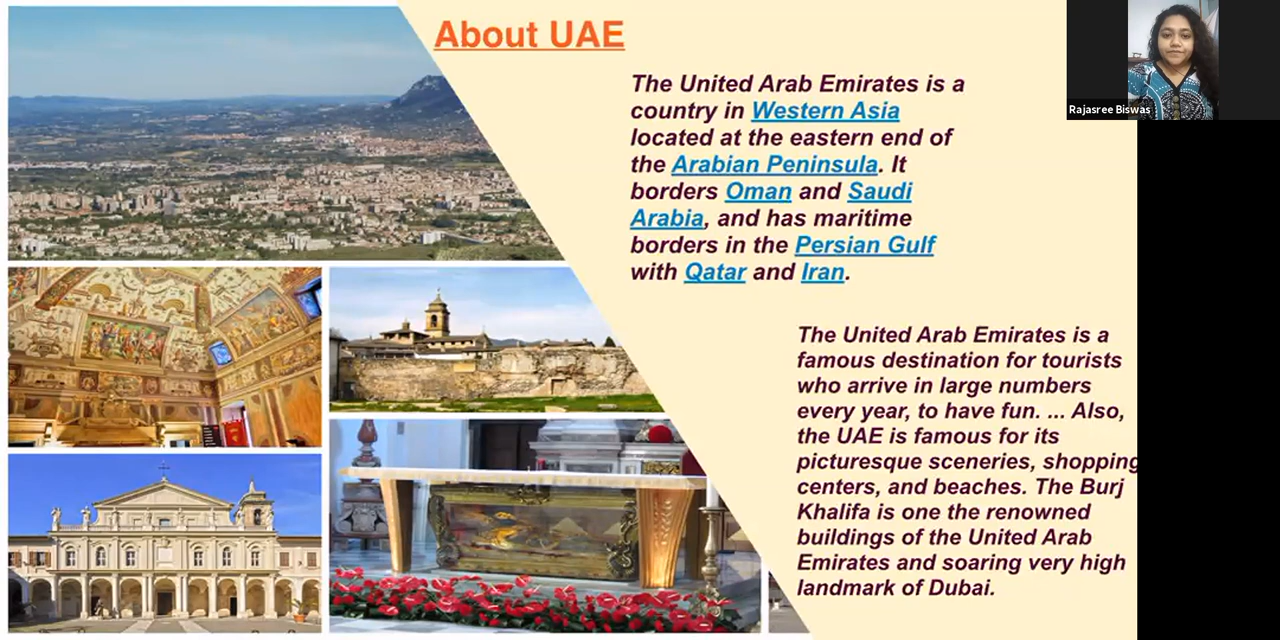 About UAE
The United Arab Emirates is a
country in Western Asia
located at the eastern end of
the Arabian Peninsula. It
borders Oman and Saudi
Arabia, and has maritime
borders in the Persian Gulf
with Qatar and Iran.
The United Arab Emirates is a
famous destination for tourists
who arrive in large numbers
every year, to have fun. ... Also,
the UAE is famous for its
picturesque sceneries, shopping
centers, and beaches. The Burj
Khalifa is one the renowned
buildings of the United Arab
Emirates and soaring very high
landmark of Dubai.
Rajasree Biswas